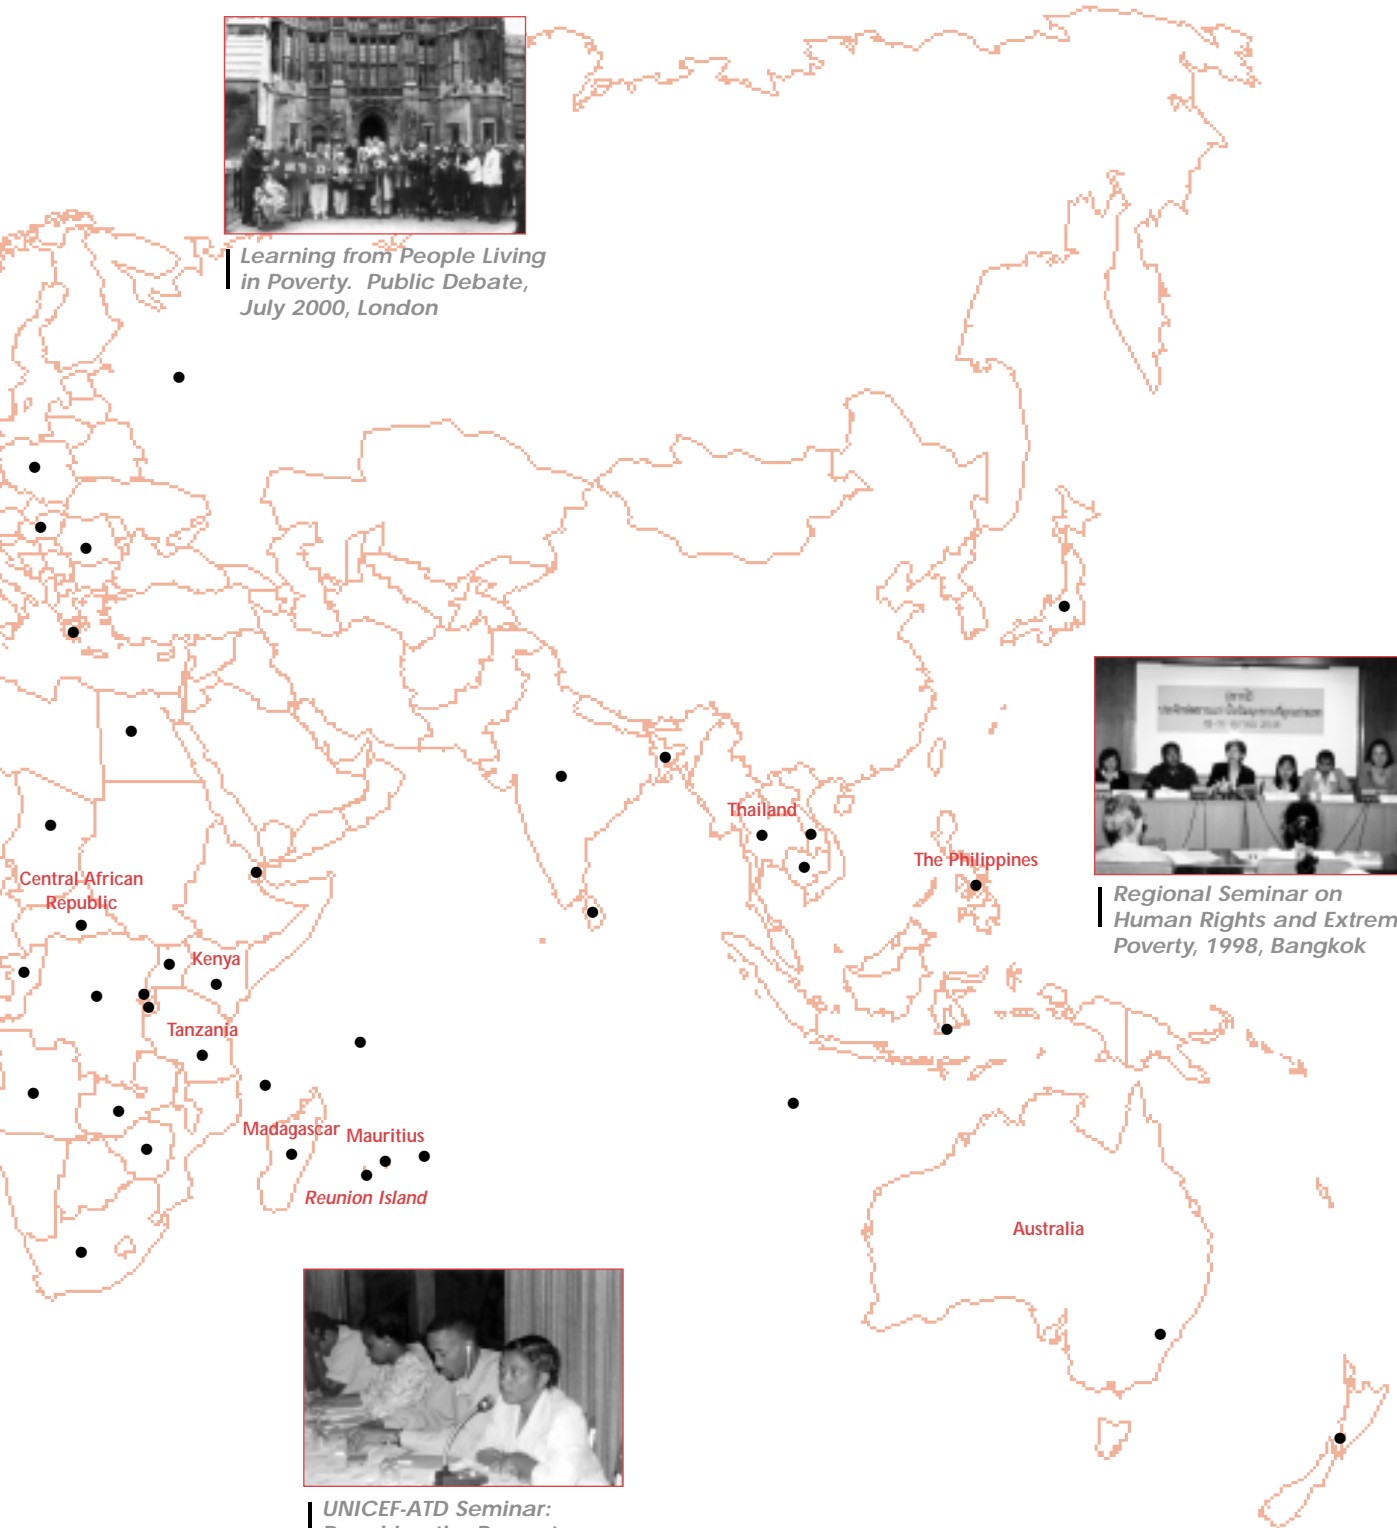 Learning from People Living
in Poverty. Public Debate,
July 2000, London
Thailand
The Philippines
Central African
Republic
Regional Seminar on
Human Rights and Extrem
Poverty, 1998, Bangkok
Kenya
Tanzania
Madagascar
Mauritius
Reunion Island
Australia
UNICEF-ATD Seminar: